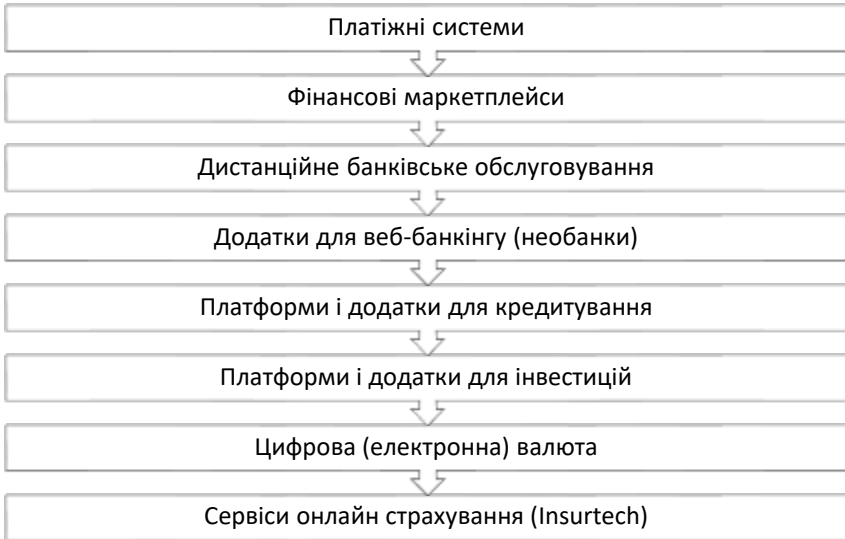 Платіжні системи
Фінансові маркетплейси
Дистанційне банківське обслуговування
Додатки для веб-банкінгу (необанки)
Платформи і додатки для кредитування
Платформи і додатки для інвестицій
Цифрова (електронна) валюта
Сервіси онлайн страхування (Insurtech)